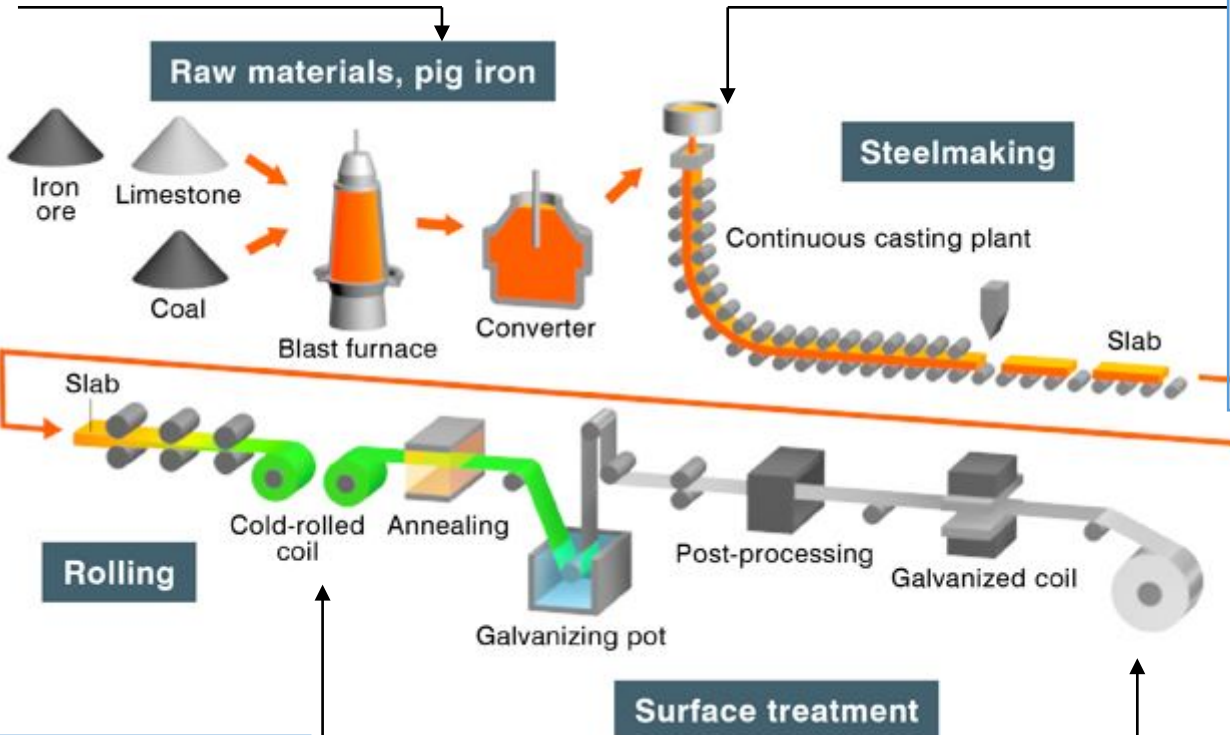 Raw materials, pig iron
Iron
ore
Limestone
Coal
Blast furnace
Converter
Steelmaking
Continuous casting plant
Slab
Slab
Cold-rolled
coil
Annealing
Rolling
Galvanizing pot
Post-processing
Galvanized coil
Surface treatment